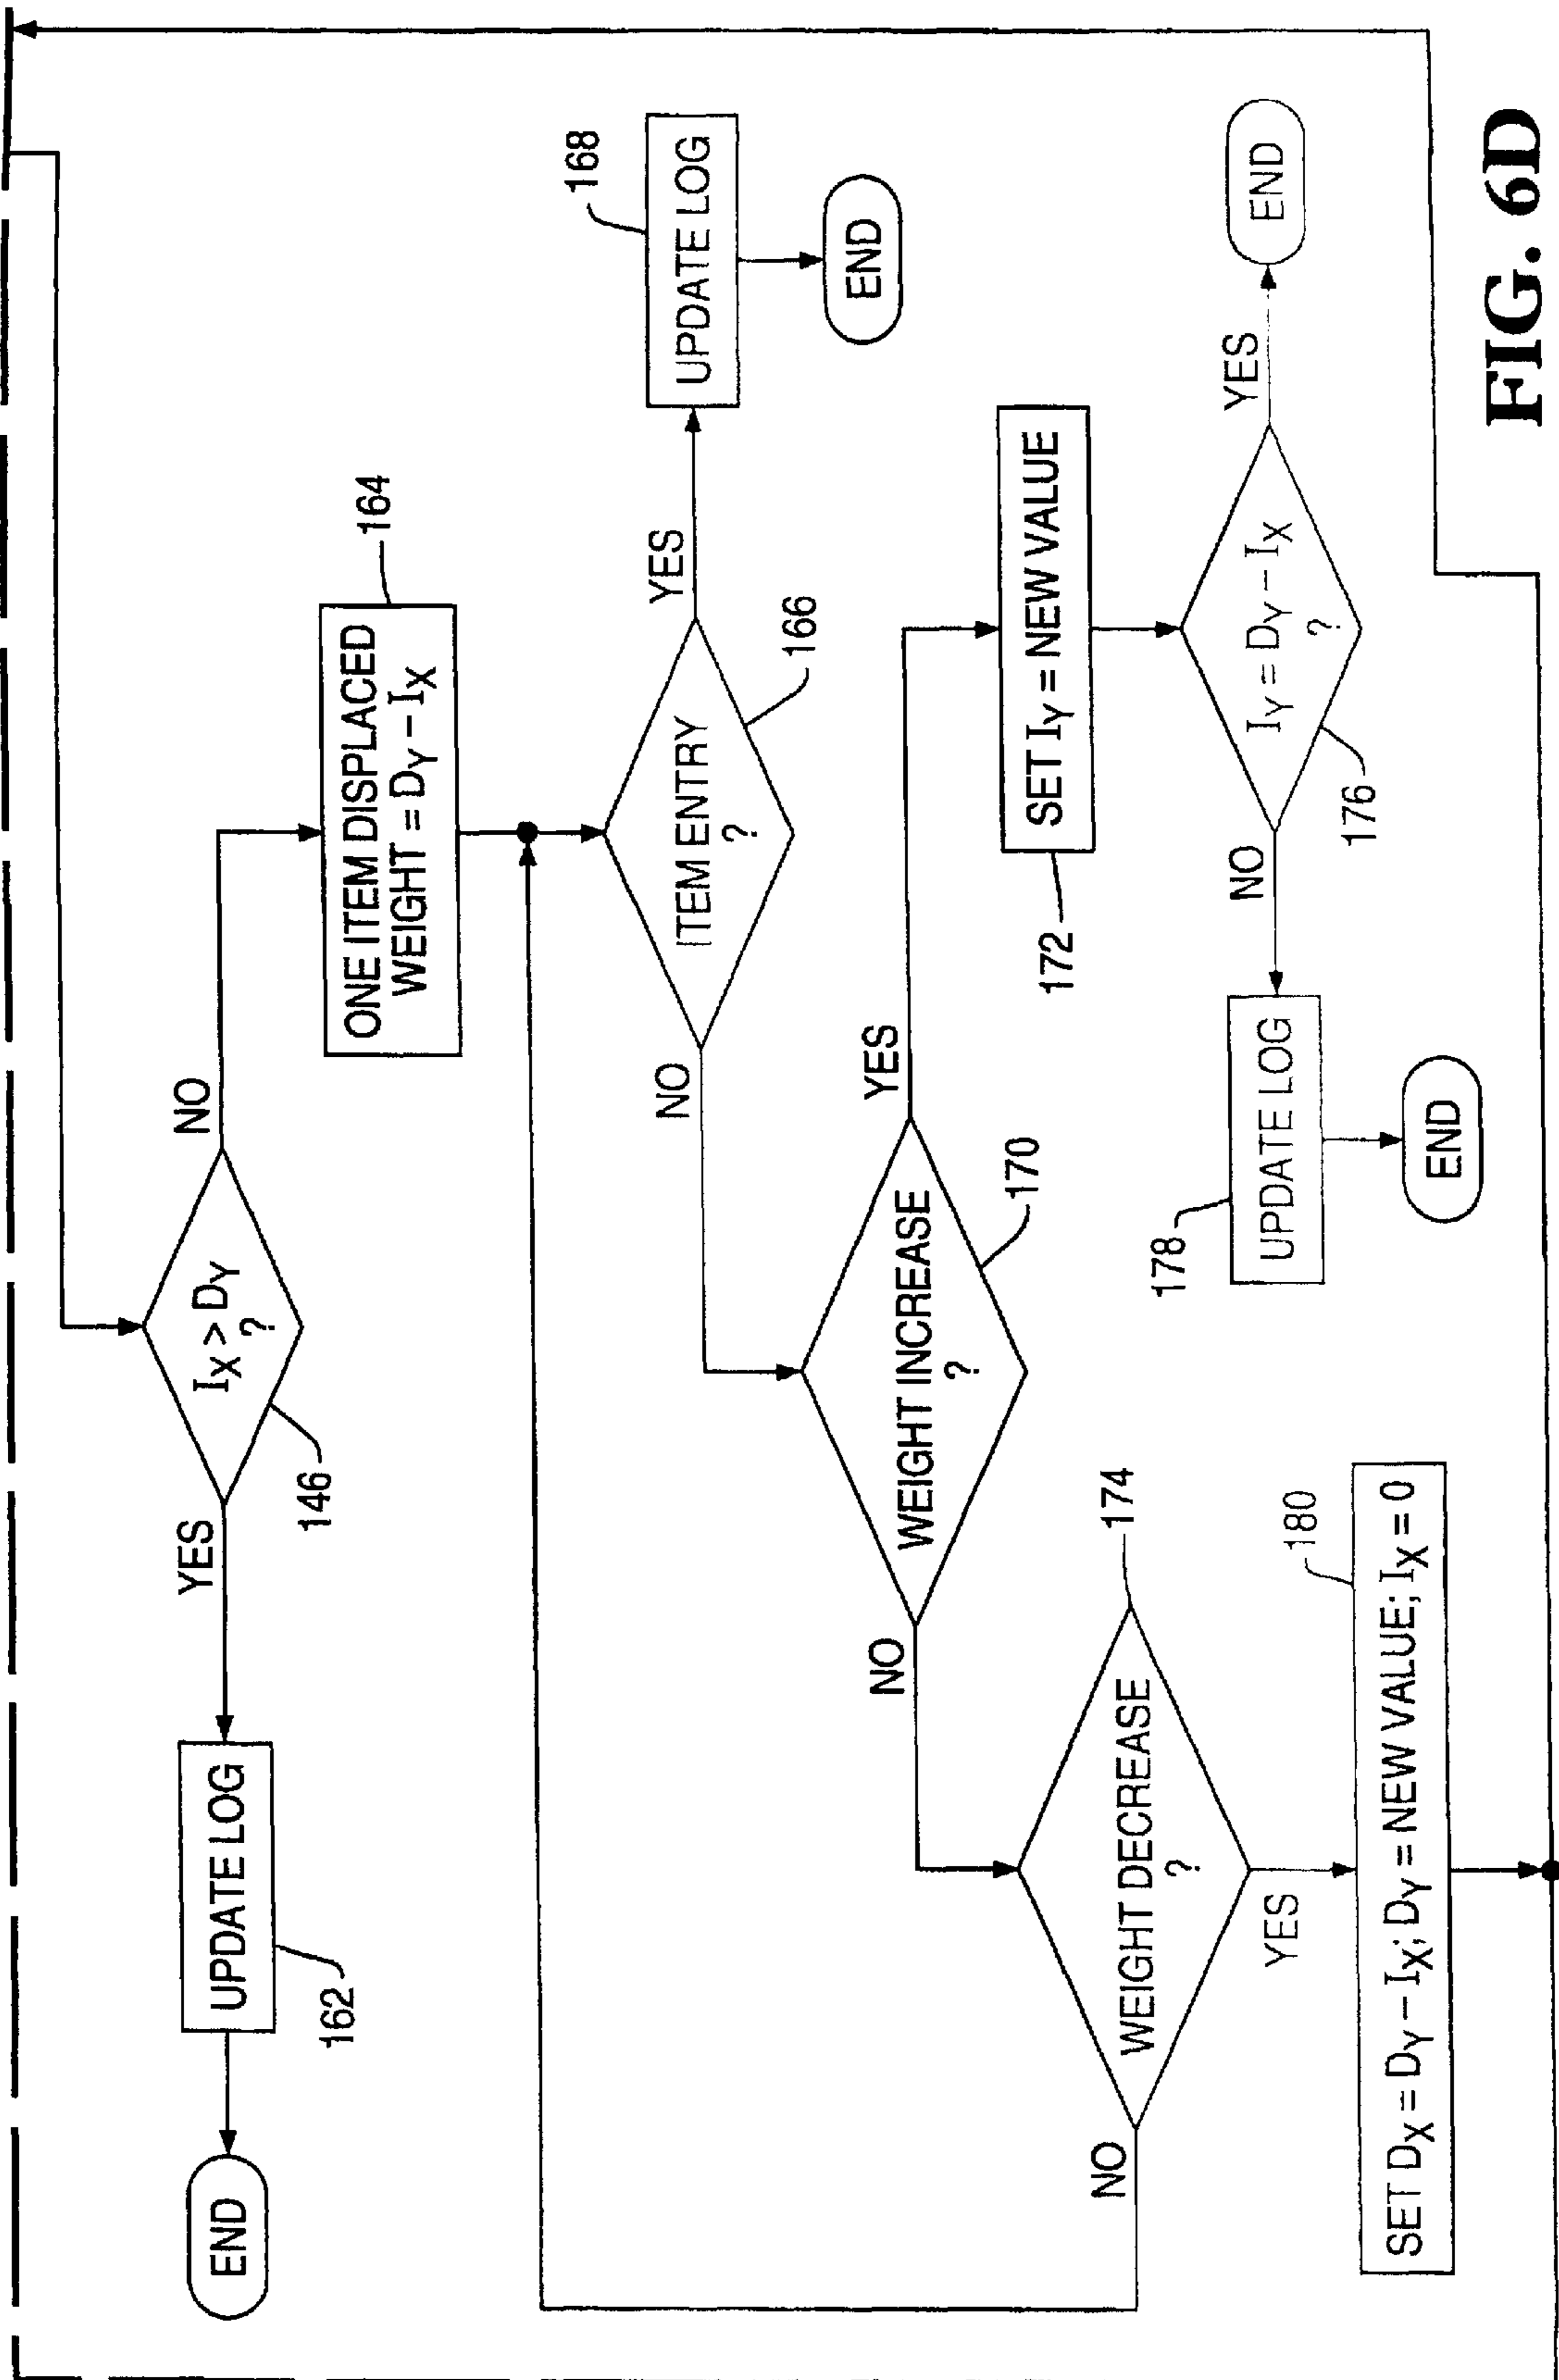 I_X > D_Y
?
146
YES
NO
UPDATE LOG
162
END
ONE ITEM DISPLACED
WEIGHT = D_Y – I_X
164
ITEM ENTRY
?
166
YES
UPDATE LOG
168
END
NO
WEIGHT INCREASE
?
170
YES
SET I_Y = NEW VALUE
172
I_Y = D_Y – I_X
?
176
YES
END
NO
UPDATE LOG
178
END
NO
WEIGHT DECREASE
?
174
NO
YES
SET D_X = D_Y – I_X; D_Y = NEW VALUE; I_X = 0
180
FIG. 6D